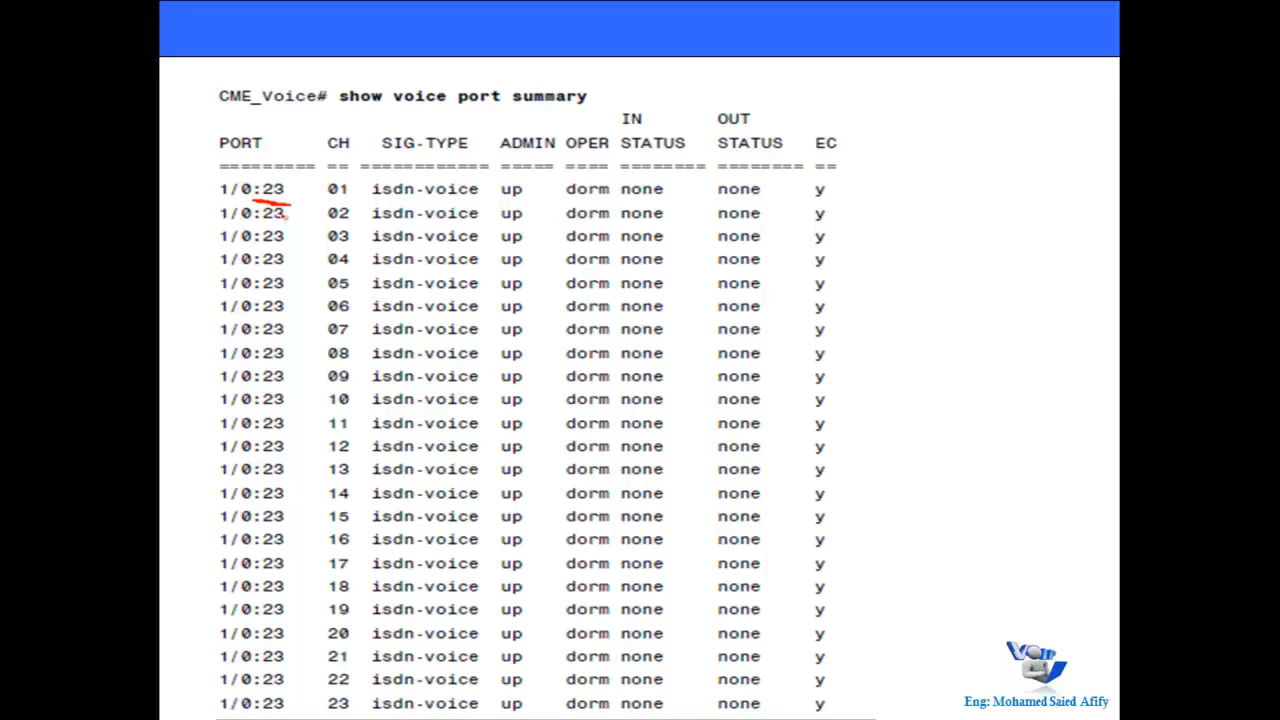 CME_Voice# show voice port summary
IN OUT
PORT CH SIG-TYPE ADMIN OPER STATUS STATUS EC
========= == ============ ===== ==== ======== ======== ==
1/0:23 01 isdn-voice up dorm none none y
1/0:23 02 isdn-voice up dorm none none y
1/0:23 03 isdn-voice up dorm none none y
1/0:23 04 isdn-voice up dorm none none y
1/0:23 05 isdn-voice up dorm none none y
1/0:23 06 isdn-voice up dorm none none y
1/0:23 07 isdn-voice up dorm none none y
1/0:23 08 isdn-voice up dorm none none y
1/0:23 09 isdn-voice up dorm none none y
1/0:23 10 isdn-voice up dorm none none y
1/0:23 11 isdn-voice up dorm none none y
1/0:23 12 isdn-voice up dorm none none y
1/0:23 13 isdn-voice up dorm none none y
1/0:23 14 isdn-voice up dorm none none y
1/0:23 15 isdn-voice up dorm none none y
1/0:23 16 isdn-voice up dorm none none y
1/0:23 17 isdn-voice up dorm none none y
1/0:23 18 isdn-voice up dorm none none y
1/0:23 19 isdn-voice up dorm none none y
1/0:23 20 isdn-voice up dorm none none y
1/0:23 21 isdn-voice up dorm none none y
1/0:23 22 isdn-voice up dorm none none y
1/0:23 23 isdn-voice up dorm none none y
Eng: Mohamed Saied Afify